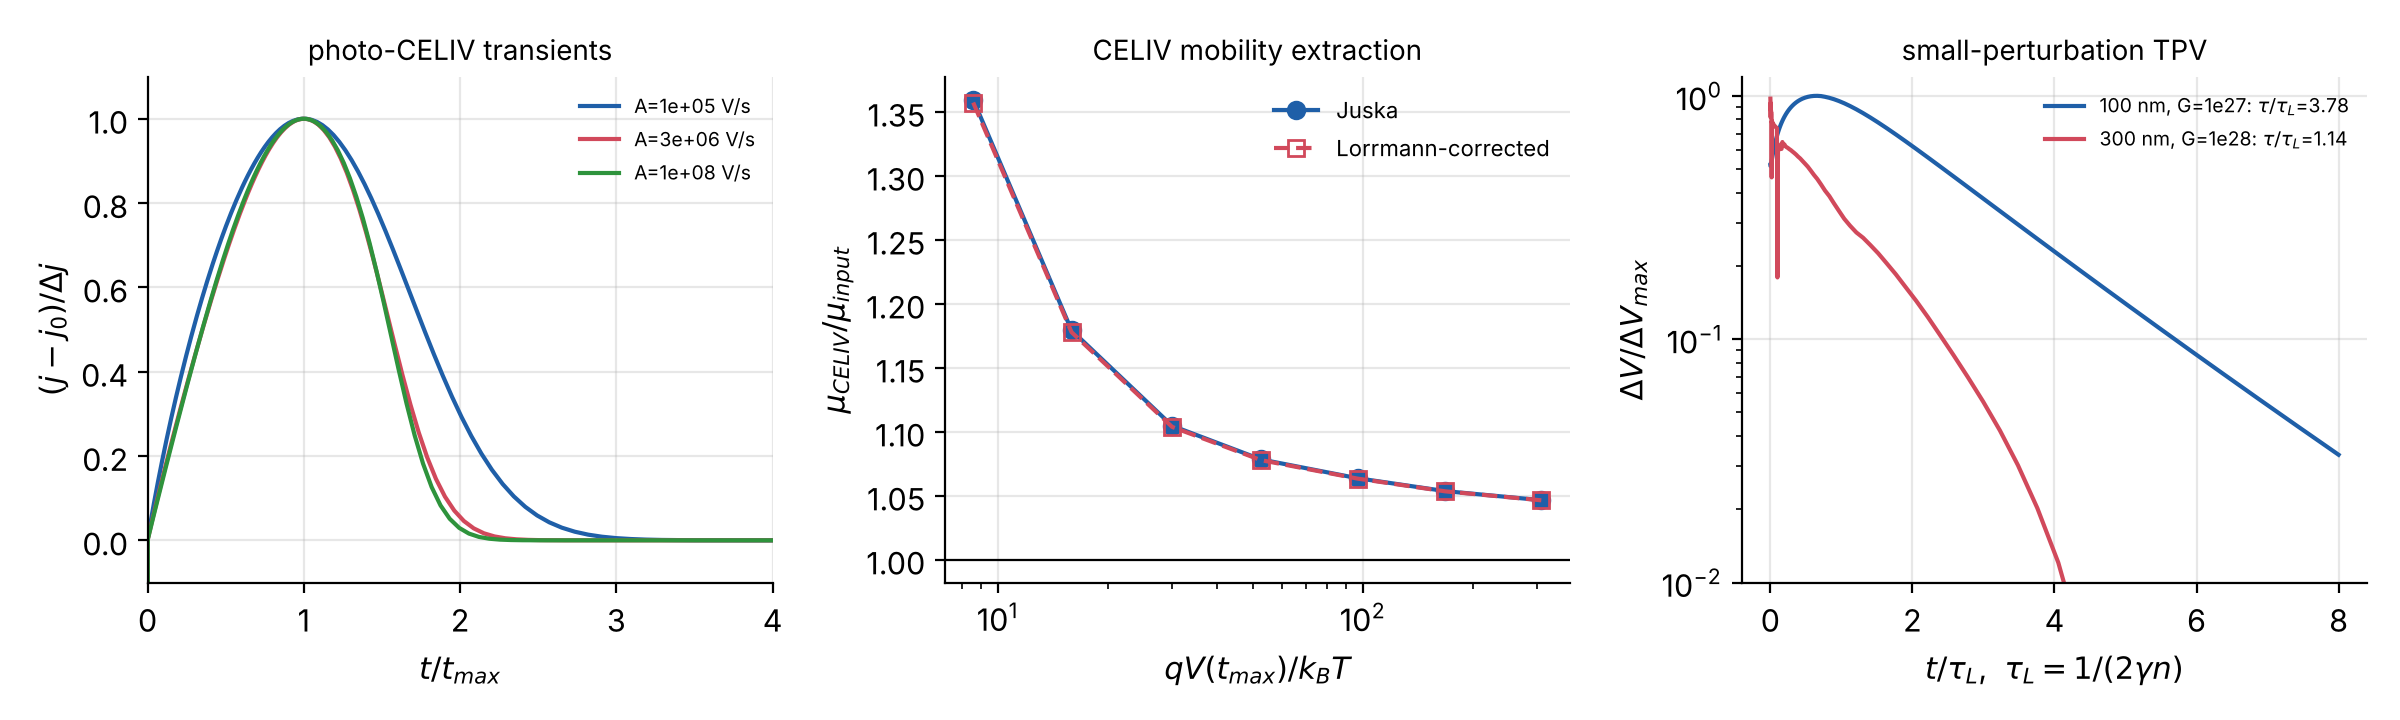 photo-CELIV transients
(j − j₀)/Δj
1.0
0.8
0.6
0.4
0.2
0.0
A=1e+05 V/s
A=3e+06 V/s
A=1e+08 V/s
0 1 2 3 4
t/t_max
CELIV mobility extraction
μ_CELIV/μ_input
1.35
1.30
1.25
1.20
1.15
1.10
1.05
1.00
Juska
Lorrmann-corrected
10¹ 10²
qV(t_max)/k_BT
small-perturbation TPV
ΔV/ΔV_max
10⁰
10⁻¹
10⁻²
100 nm, G=1e27: τ/τ_L=3.78
300 nm, G=1e28: τ/τ_L=1.14
0 2 4 6 8
t/τ_L, τ_L = 1/(2γn)